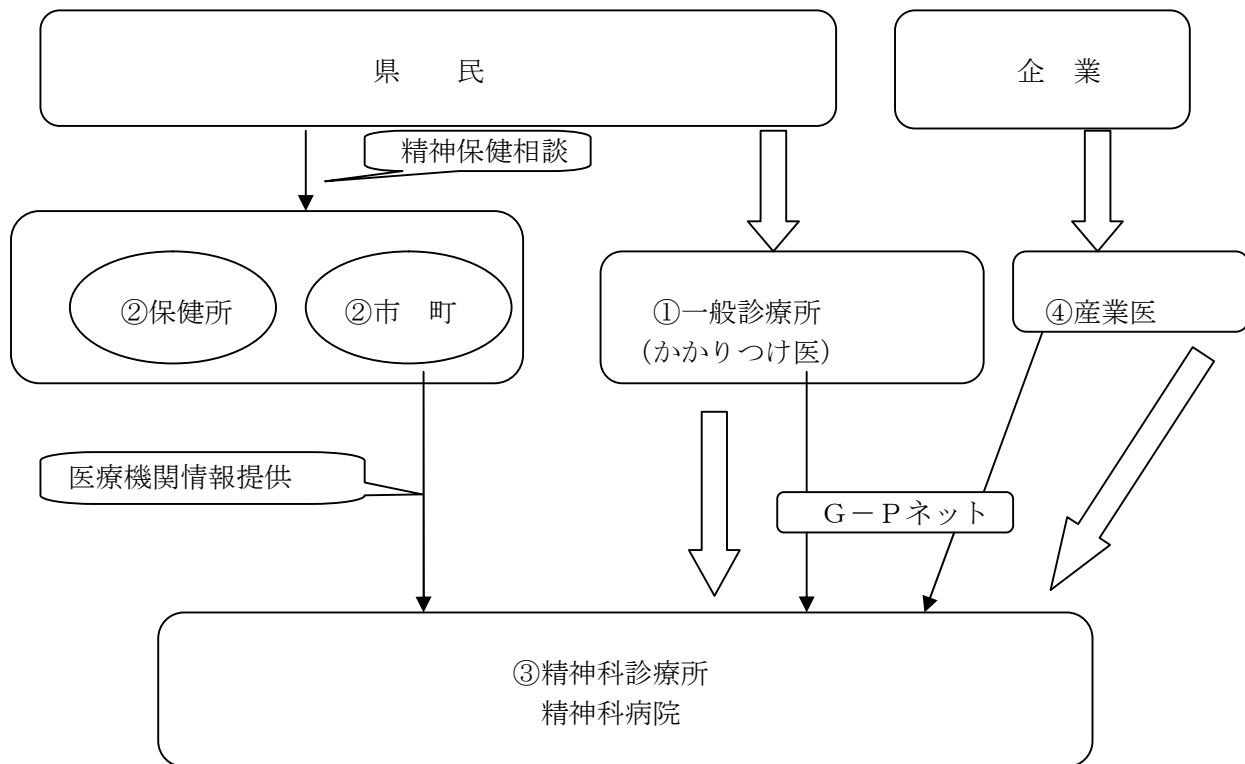 県　　民
企　業
精神保健相談
②保健所
②市　町
①一般診療所
（かかりつけ医）
④産業医
医療機関情報提供
Ｇ－Ｐネット
③精神科診療所
精神科病院